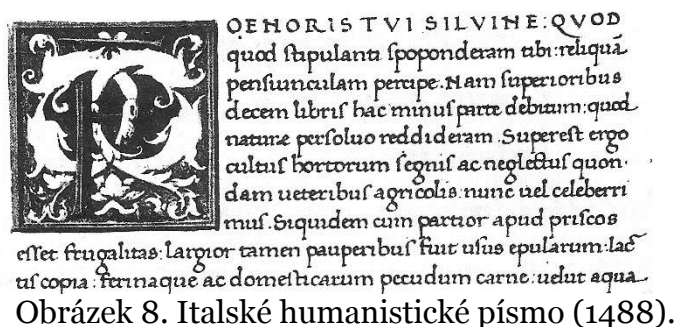 FOENORIS TVI SILVINE: QVOD
quod ſtipulanti ſpoponderam tibi: reliquā
penſiunculam percipe. Nam ſuperioribus
decem libriſ hac minuſ parte debitum: quod
naturæ perſoluo reddideram. Supereſt ergo
cultuſ hortorum ſegniſ ac neglectuſ quon-
dam ueteribuſ agricolis: nunc uel celeberri
muſ. Siquidem cum partior apud priſcos
eſſet frugalitas: largior tamen pauperibuſ fuit uſus epularum: lac̄
tiſ copia: ferinaque ac domeſticarum pecudum carne: uelut aqua
Obrázek 8. Italské humanistické písmo (1488).